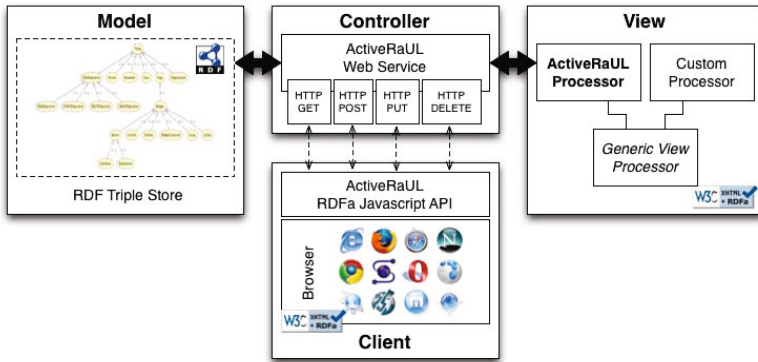 Model
RDF
RDF Triple Store
Controller
ActiveRaUL
Web Service
HTTP
GET
HTTP
POST
HTTP
PUT
HTTP
DELETE
View
ActiveRaUL
Processor
Custom
Processor
Generic View
Processor
W3C XHTML
+ RDFa
ActiveRaUL
RDFa Javascript API
Browser
W3C XHTML
+ RDFa
Client